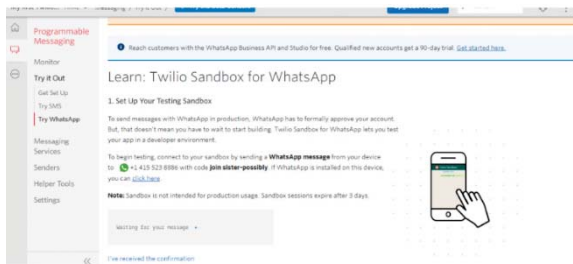 Programmable
Messaging
Monitor
Try it Out
Get Set Up
Try SMS
Try WhatsApp
Messaging
Services
Senders
Helper Tools
Settings
Reach customers with the WhatsApp Business API and Studio for free. Qualified new accounts get a 90-day trial. Get started here.
Learn: Twilio Sandbox for WhatsApp
1. Set Up Your Testing Sandbox
To send messages with WhatsApp in production, WhatsApp has to formally approve your account.
But, that doesn't mean you have to wait to start building. Twilio Sandbox for WhatsApp lets you test
your app in a developer environment.
To begin testing, connect to your sandbox by sending a WhatsApp message from your device
to +1 415 523 8886 with code join sister-possibly. If WhatsApp is installed on this device,
you can click here.
Note: Sandbox is not intended for production usage. Sandbox sessions expire after 3 days.
Waiting for your message
I've received the confirmation